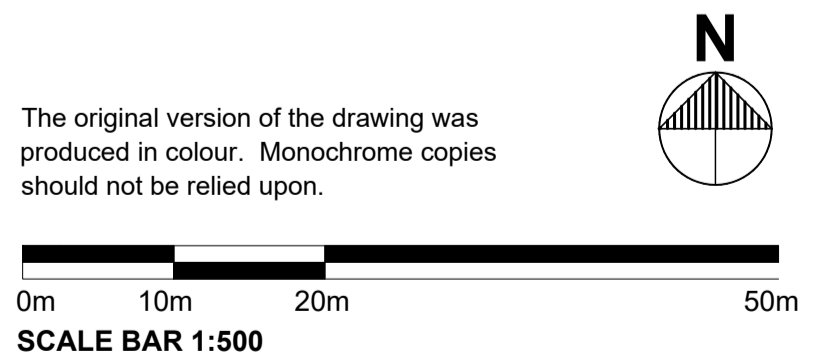 N
The original version of the drawing was
produced in colour.  Monochrome copies
should not be relied upon.
0m 10m 20m 50m
SCALE BAR 1:500